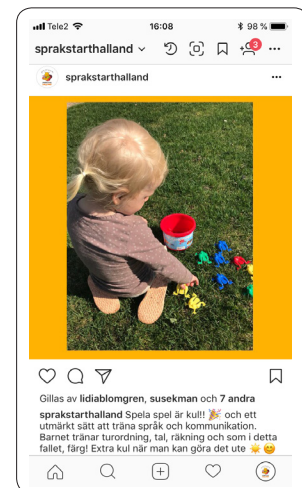 Tele2 16:08 98 %
sprakstarthalland
3
sprakstarthalland
Gillas av lidiablomgren, susekman och 7 andra
sprakstarthalland Spela spel är kul!! 🎉 och ett
utmärkt sätt att träna språk och kommunikation.
Barnet tränar turordning, tal, räkning och som i detta
fallet, färg! Extra kul när man kan göra det ute ☀️😊